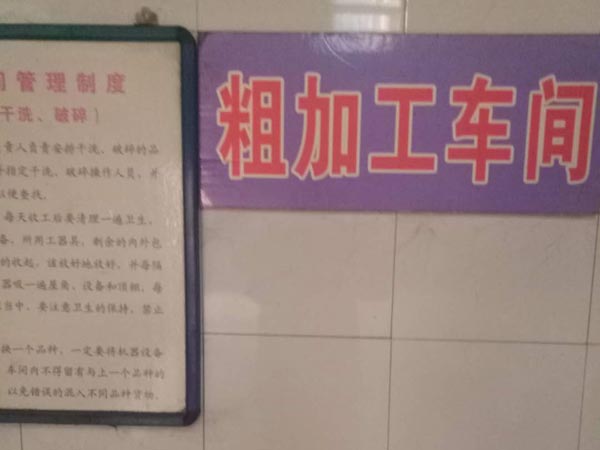 间管理制度
干洗、破碎）
责人员负责安排干洗、破碎的品
并指定干洗、破碎操作人员，并
以便查找。
每天收工后要清理一遍卫生，
备，所用工器具，剩余的内外包
的收起，该放好地放好，并每隔
器吸一遍屋角、设备和顶棚，每
当中，要注意卫生的保持，禁止
换一个品种，一定要将机器设备
车间内不得留有与上一个品种的
以免错误的混入不同品种货物。
粗加工车间